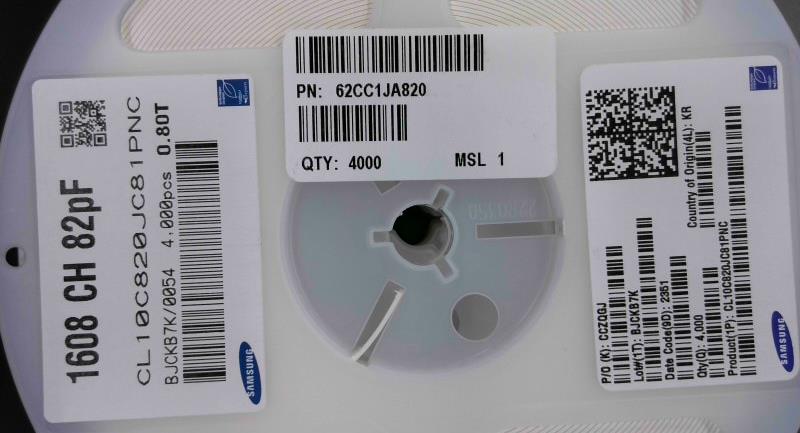 PN: 62CC1JA820
QTY: 4000 MSL 1
1608 CH 82pF
CL10C820JC81PNC
BJCKB7K/0054 4,000pcs 0.80T
SAMSUNG
Country of Origin(4L): KR
P/O (K): CCZQGJ
Lot#(1T): BJCKB7K
Date Code(9D): 2351
Qty(Q): 4,000
Product(1P): CL10C820JC81PNC
SAMSUNG